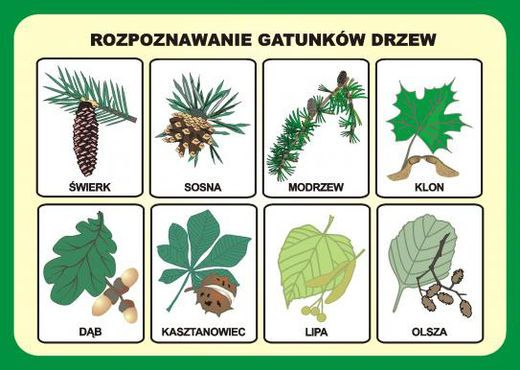 ROZPOZNAWANIE GATUNKÓW DRZEW
ŚWIERK
SOSNA
MODRZEW
KLON
DĄB
KASZTANOWIEC
LIPA
OLSZA